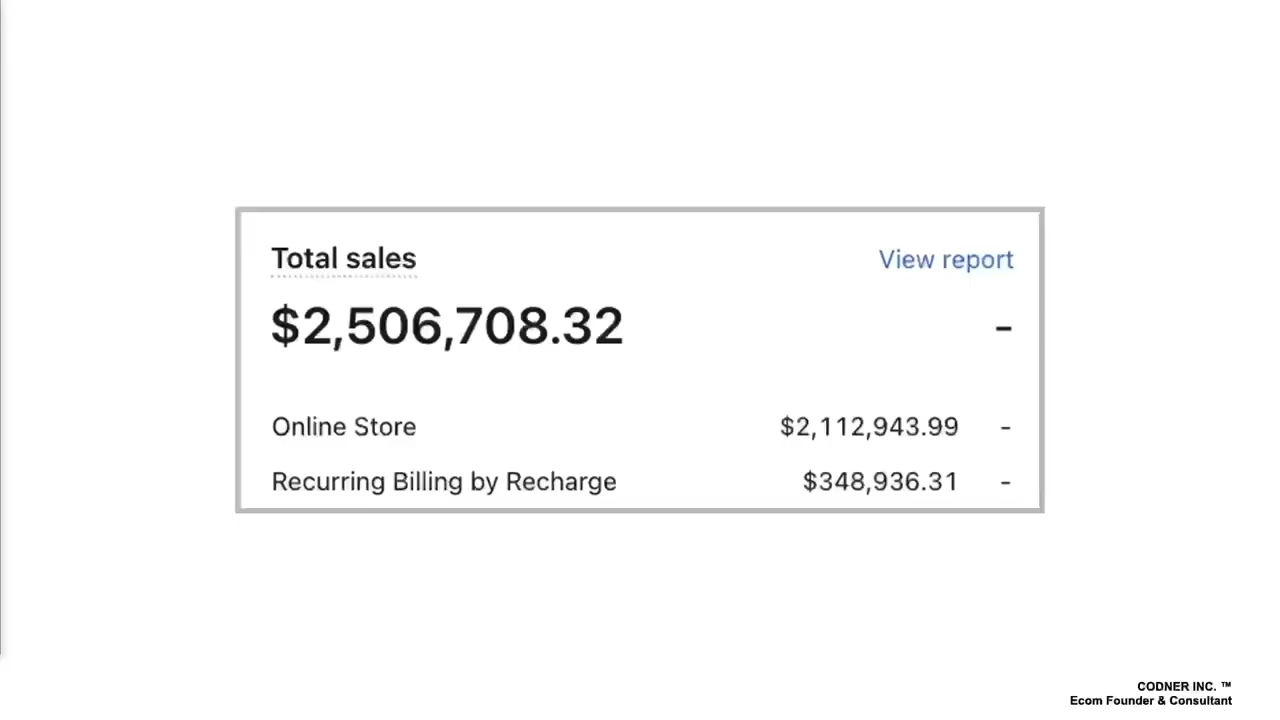 Total sales
View report
$2,506,708.32
-
Online Store
$2,112,943.99
-
Recurring Billing by Recharge
$348,936.31
-
CODNER INC. ™
Ecom Founder & Consultant